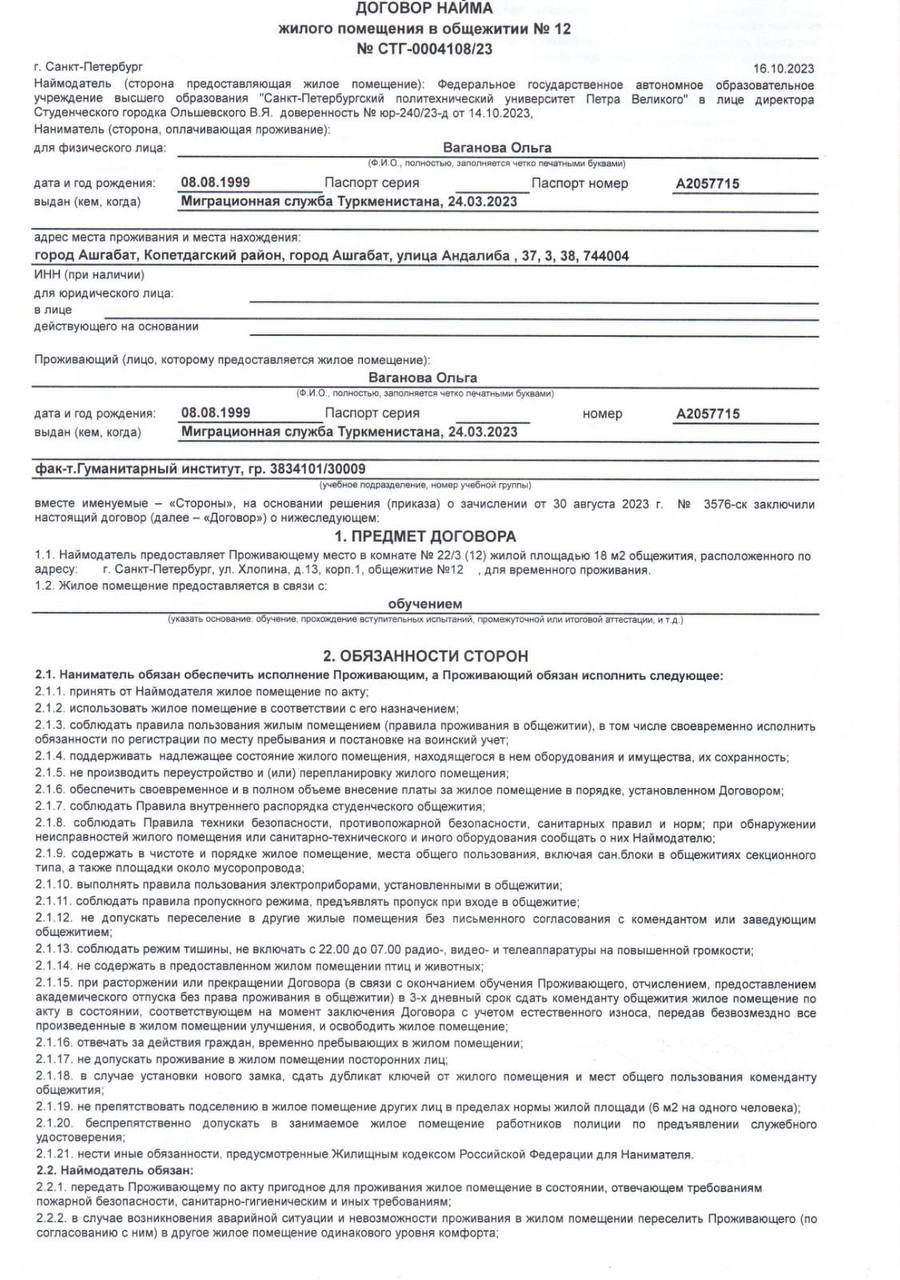 ДОГОВОР НАЙМА
жилого помещения в общежитии № 12
№ СТГ-0004108/23
г. Санкт-Петербург 16.10.2023
Наймодатель (сторона предоставляющая жилое помещение): Федеральное государственное автономное образовательное
учреждение высшего образования "Санкт-Петербургский политехнический университет Петра Великого" в лице директора
Студенческого городка Ольшевского В.Я. доверенность № юр-240/23-д от 14.10.2023,
Наниматель (сторона, оплачивающая проживание):
для физического лица: Ваганова Ольга
(Ф.И.О., полностью, заполняется четко печатными буквами)
дата и год рождения: 08.08.1999 Паспорт серия Паспорт номер А2057715
выдан (кем, когда) Миграционная служба Туркменистана, 24.03.2023
адрес места проживания и места нахождения:
город Ашгабат, Копетдагский район, город Ашгабат, улица Андалиба , 37, 3, 38, 744004
ИНН (при наличии)
для юридического лица:
в лице
действующего на основании
Проживающий (лицо, которому предоставляется жилое помещение):
Ваганова Ольга
(Ф.И.О., полностью, заполняется четко печатными буквами)
дата и год рождения: 08.08.1999 Паспорт серия номер А2057715
выдан (кем, когда) Миграционная служба Туркменистана, 24.03.2023
фак-т.Гуманитарный институт, гр. 3834101/30009
(учебное подразделение, номер учебной группы)
вместе именуемые – «Стороны», на основании решения (приказа) о зачислении от 30 августа 2023 г. № 3576-ск заключили
настоящий договор (далее – «Договор») о нижеследующем:
1. ПРЕДМЕТ ДОГОВОРА
1.1. Наймодатель предоставляет Проживающему место в комнате № 22/3 (12) жилой площадью 18 м2 общежития, расположенного по
адресу: г. Санкт-Петербург, ул. Хлопина, д.13, корп.1, общежитие №12 , для временного проживания.
1.2. Жилое помещение предоставляется в связи с:
обучением
(указать основание: обучение, прохождение вступительных испытаний, промежуточной или итоговой аттестации, и т.д.)
2. ОБЯЗАННОСТИ СТОРОН
2.1. Наниматель обязан обеспечить исполнение Проживающим, а Проживающий обязан исполнить следующее:
2.1.1. принять от Наймодателя жилое помещение по акту;
2.1.2. использовать жилое помещение в соответствии с его назначением;
2.1.3. соблюдать правила пользования жилым помещением (правила проживания в общежитии), в том числе своевременно исполнить
обязанности по регистрации по месту пребывания и постановке на воинский учет;
2.1.4. поддерживать надлежащее состояние жилого помещения, находящегося в нем оборудования и имущества, их сохранность;
2.1.5. не производить переустройство и (или) перепланировку жилого помещения;
2.1.6. обеспечить своевременное и в полном объеме внесение платы за жилое помещение в порядке, установленном Договором;
2.1.7. соблюдать Правила внутреннего распорядка студенческого общежития;
2.1.8. соблюдать Правила техники безопасности, противопожарной безопасности, санитарных правил и норм; при обнаружении
неисправностей жилого помещения или санитарно-технического и иного оборудования сообщать о них Наймодателю;
2.1.9. содержать в чистоте и порядке жилое помещение, места общего пользования, включая сан.блоки в общежитиях секционного
типа, а также площадки около мусоропровода;
2.1.10. выполнять правила пользования электроприборами, установленными в общежитии;
2.1.11. соблюдать правила пропускного режима, предъявлять пропуск при входе в общежитие;
2.1.12. не допускать переселение в другие жилые помещения без письменного согласования с комендантом или заведующим
общежитием;
2.1.13. соблюдать режим тишины, не включать с 22.00 до 07.00 радио-, видео- и телеаппаратуры на повышенной громкости;
2.1.14. не содержать в предоставленном жилом помещении птиц и животных;
2.1.15. при расторжении или прекращении Договора (в связи с окончанием обучения Проживающего, отчислением, предоставлением
академического отпуска без права проживания в общежитии) в 3-х дневный срок сдать коменданту общежития жилое помещение по
акту в состоянии, соответствующем на момент заключения Договора с учетом естественного износа, передав безвозмездно все
произведенные в жилом помещении улучшения, и освободить жилое помещение;
2.1.16. отвечать за действия граждан, временно пребывающих в жилом помещении;
2.1.17. не допускать проживание в жилом помещении посторонних лиц;
2.1.18. в случае установки нового замка, сдать дубликат ключей от жилого помещения и мест общего пользования коменданту
общежития;
2.1.19. не препятствовать подселению в жилое помещение других лиц в пределах нормы жилой площади (6 м2 на одного человека);
2.1.20. беспрепятственно допускать в занимаемое жилое помещение работников полиции по предъявлении служебного
удостоверения;
2.1.21. нести иные обязанности, предусмотренные Жилищным кодексом Российской Федерации для Нанимателя.
2.2. Наймодатель обязан:
2.2.1. передать Проживающему по акту пригодное для проживания жилое помещение в состоянии, отвечающем требованиям
пожарной безопасности, санитарно-гигиеническим и иных требованиям;
2.2.2. в случае возникновения аварийной ситуации и невозможности проживания в жилом помещении переселить Проживающего (по
согласованию с ним) в другое жилое помещение одинакового уровня комфорта;